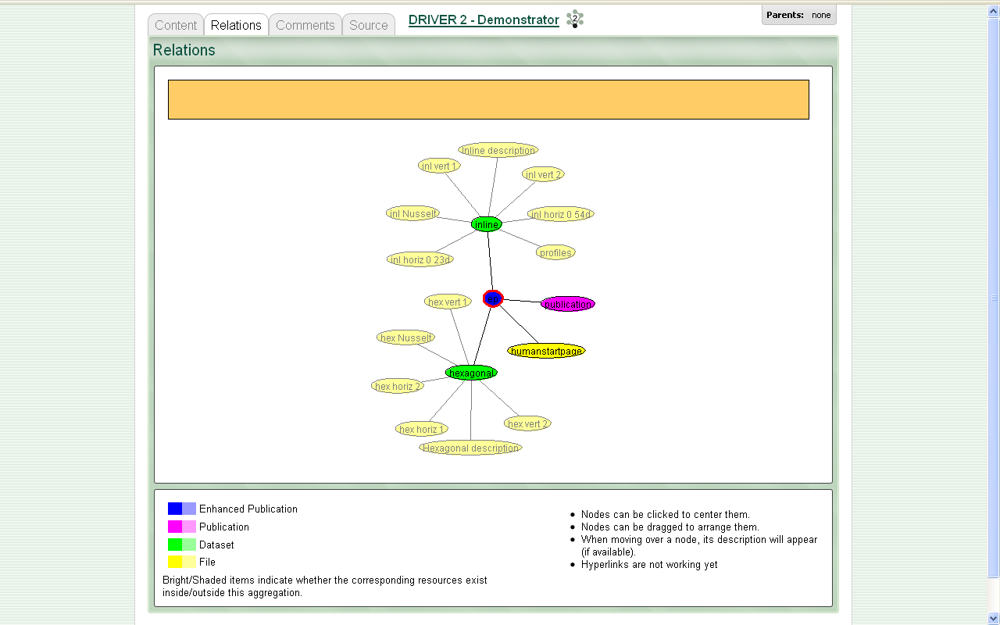 Content Relations Comments Source DRIVER 2 - Demonstrator 2 Parents: none
Relations
Inline description
inl vert 1
inl vert 2
inl Nusselt
inl horiz 0 54d
inline
profiles
inl horiz 0 23d
hex vert 1
publication
hex Nusselt
humanstartpage
hexagonal
hex horiz 2
hex vert 2
hex horiz 1
Hexagonal description
Enhanced Publication
Publication
Dataset
File
Bright/Shaded items indicate whether the corresponding resources exist
inside/outside this aggregation.
Nodes can be clicked to center them.
Nodes can be dragged to arrange them.
When moving over a node, its description will appear
(if available).
Hyperlinks are not working yet